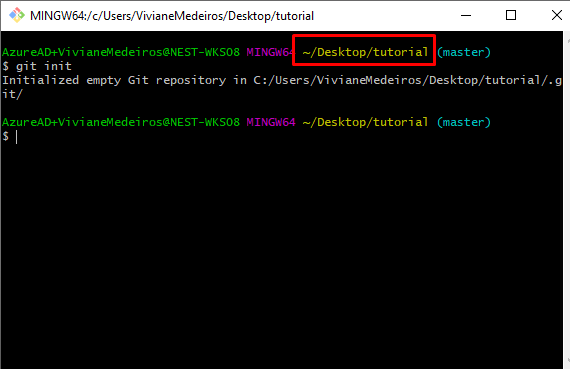 MINGW64:/c/Users/VivianeMedeiros/Desktop/tutorial
AzureAD+VivianeMedeiros@NEST-WKS08 MINGW64 ~/Desktop/tutorial (master)
$ git init
Initialized empty Git repository in C:/Users/VivianeMedeiros/Desktop/tutorial/.g
it/
AzureAD+VivianeMedeiros@NEST-WKS08 MINGW64 ~/Desktop/tutorial (master)
$